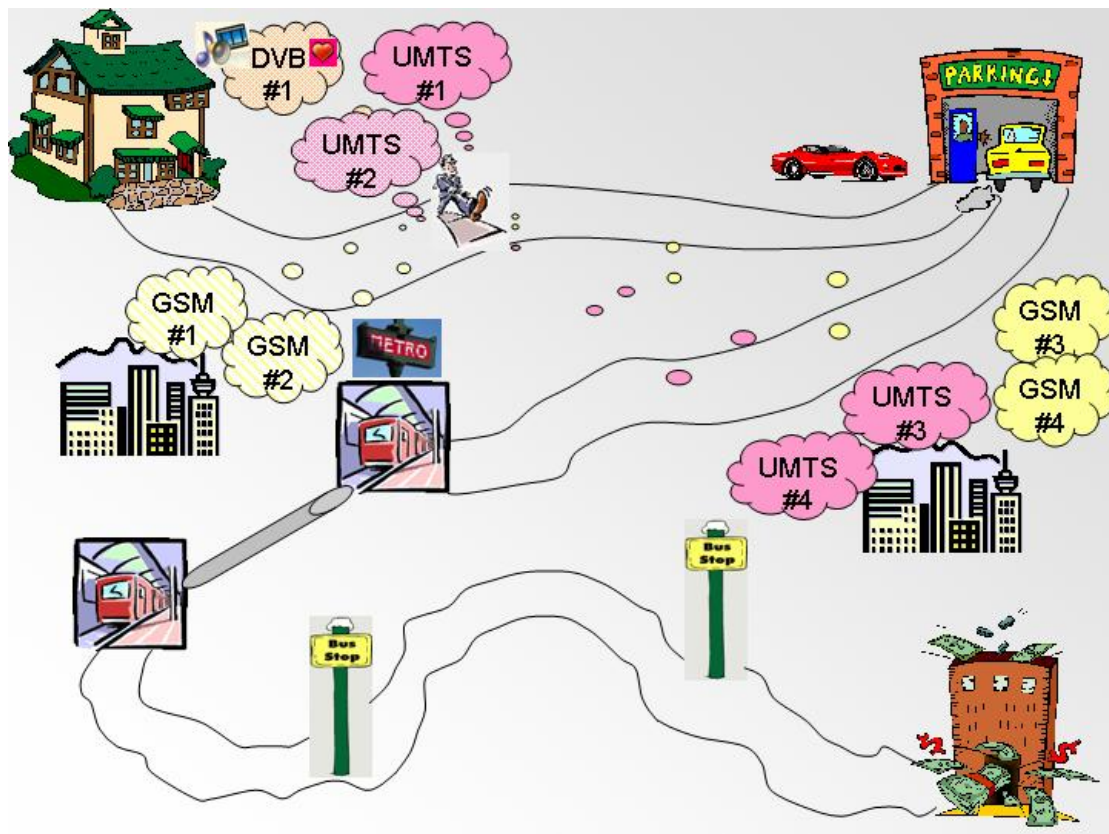 DVB
#1
UMTS
#1
UMTS
#2
PARKING
GSM
#1
GSM
#2
METRO
GSM
#3
GSM
#4
UMTS
#3
UMTS
#4
Bus
Stop
Bus
Stop